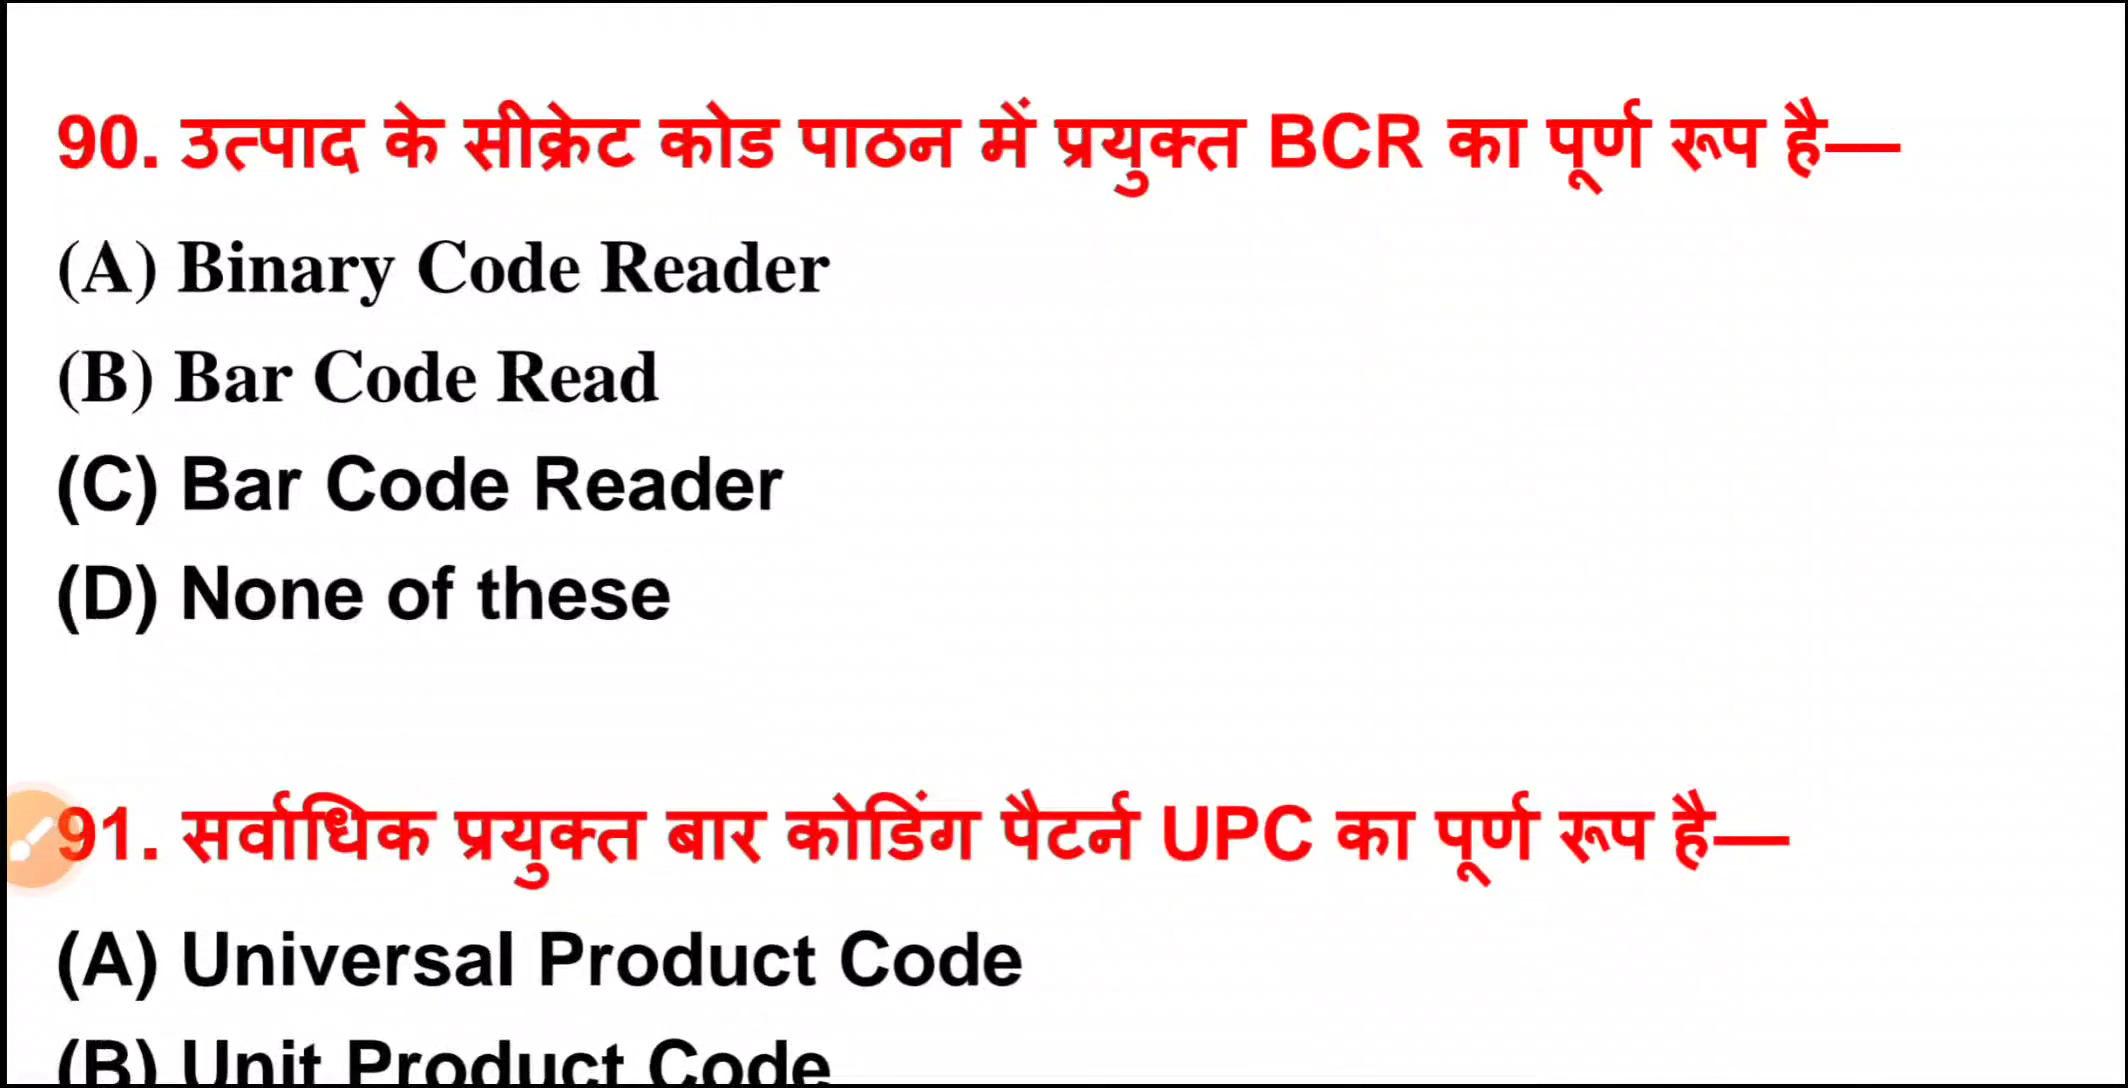 90. उत्पाद के सीक्रेट कोड पाठन में प्रयुक्त BCR का पूर्ण रूप है—
(A) Binary Code Reader
(B) Bar Code Read
(C) Bar Code Reader
(D) None of these
91. सर्वाधिक प्रयुक्त बार कोडिंग पैटर्न UPC का पूर्ण रूप है—
(A) Universal Product Code
(B) Unit Product Code